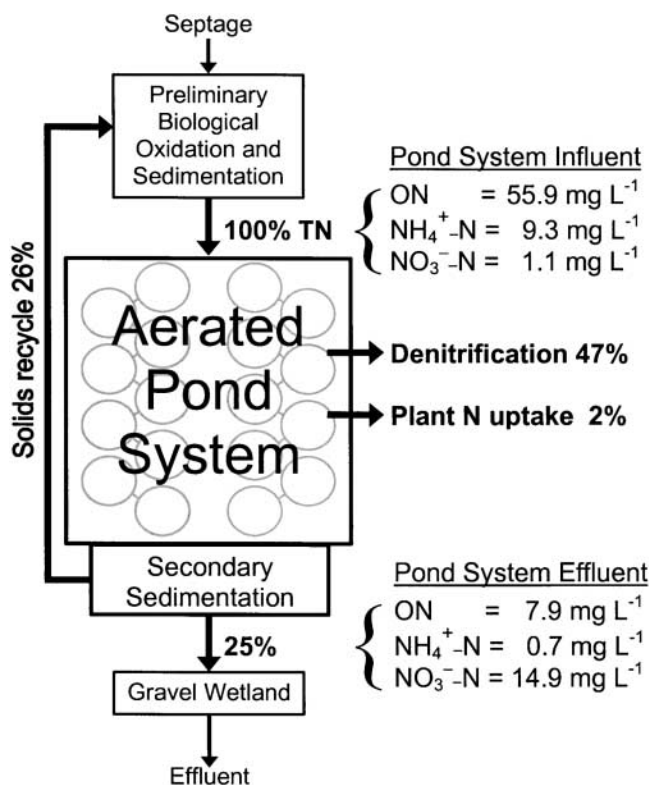 Septage
Preliminary
Biological
Oxidation and
Sedimentation
Pond System Influent
ON = 55.9 mg L⁻¹
NH₄⁺-N = 9.3 mg L⁻¹
NO₃⁻-N = 1.1 mg L⁻¹
100% TN
Solids recycle 26%
Aerated
Pond
System
Denitrification 47%
Plant N uptake 2%
Secondary
Sedimentation
Pond System Effluent
ON = 7.9 mg L⁻¹
NH₄⁺-N = 0.7 mg L⁻¹
NO₃⁻-N = 14.9 mg L⁻¹
25%
Gravel Wetland
Effluent